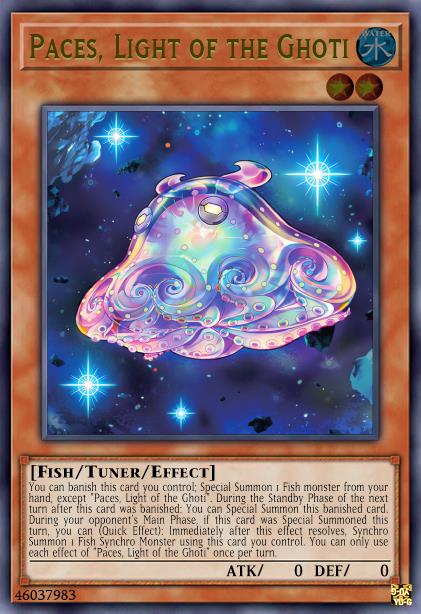 Paces, Light of the Ghoti
WATER
水
[Fish/Tuner/Effect]
You can banish this card you control; Special Summon 1 Fish monster from your
hand, except "Paces, Light of the Ghoti". During the Standby Phase of the next
turn after this card was banished: You can Special Summon this banished card.
During your opponent's Main Phase, if this card was Special Summoned this
turn, you can (Quick Effect): Immediately after this effect resolves, Synchro
Summon 1 Fish Synchro Monster using this card you control. You can only use
each effect of "Paces, Light of the Ghoti" once per turn.
ATK/ 0 DEF/ 0
46037983